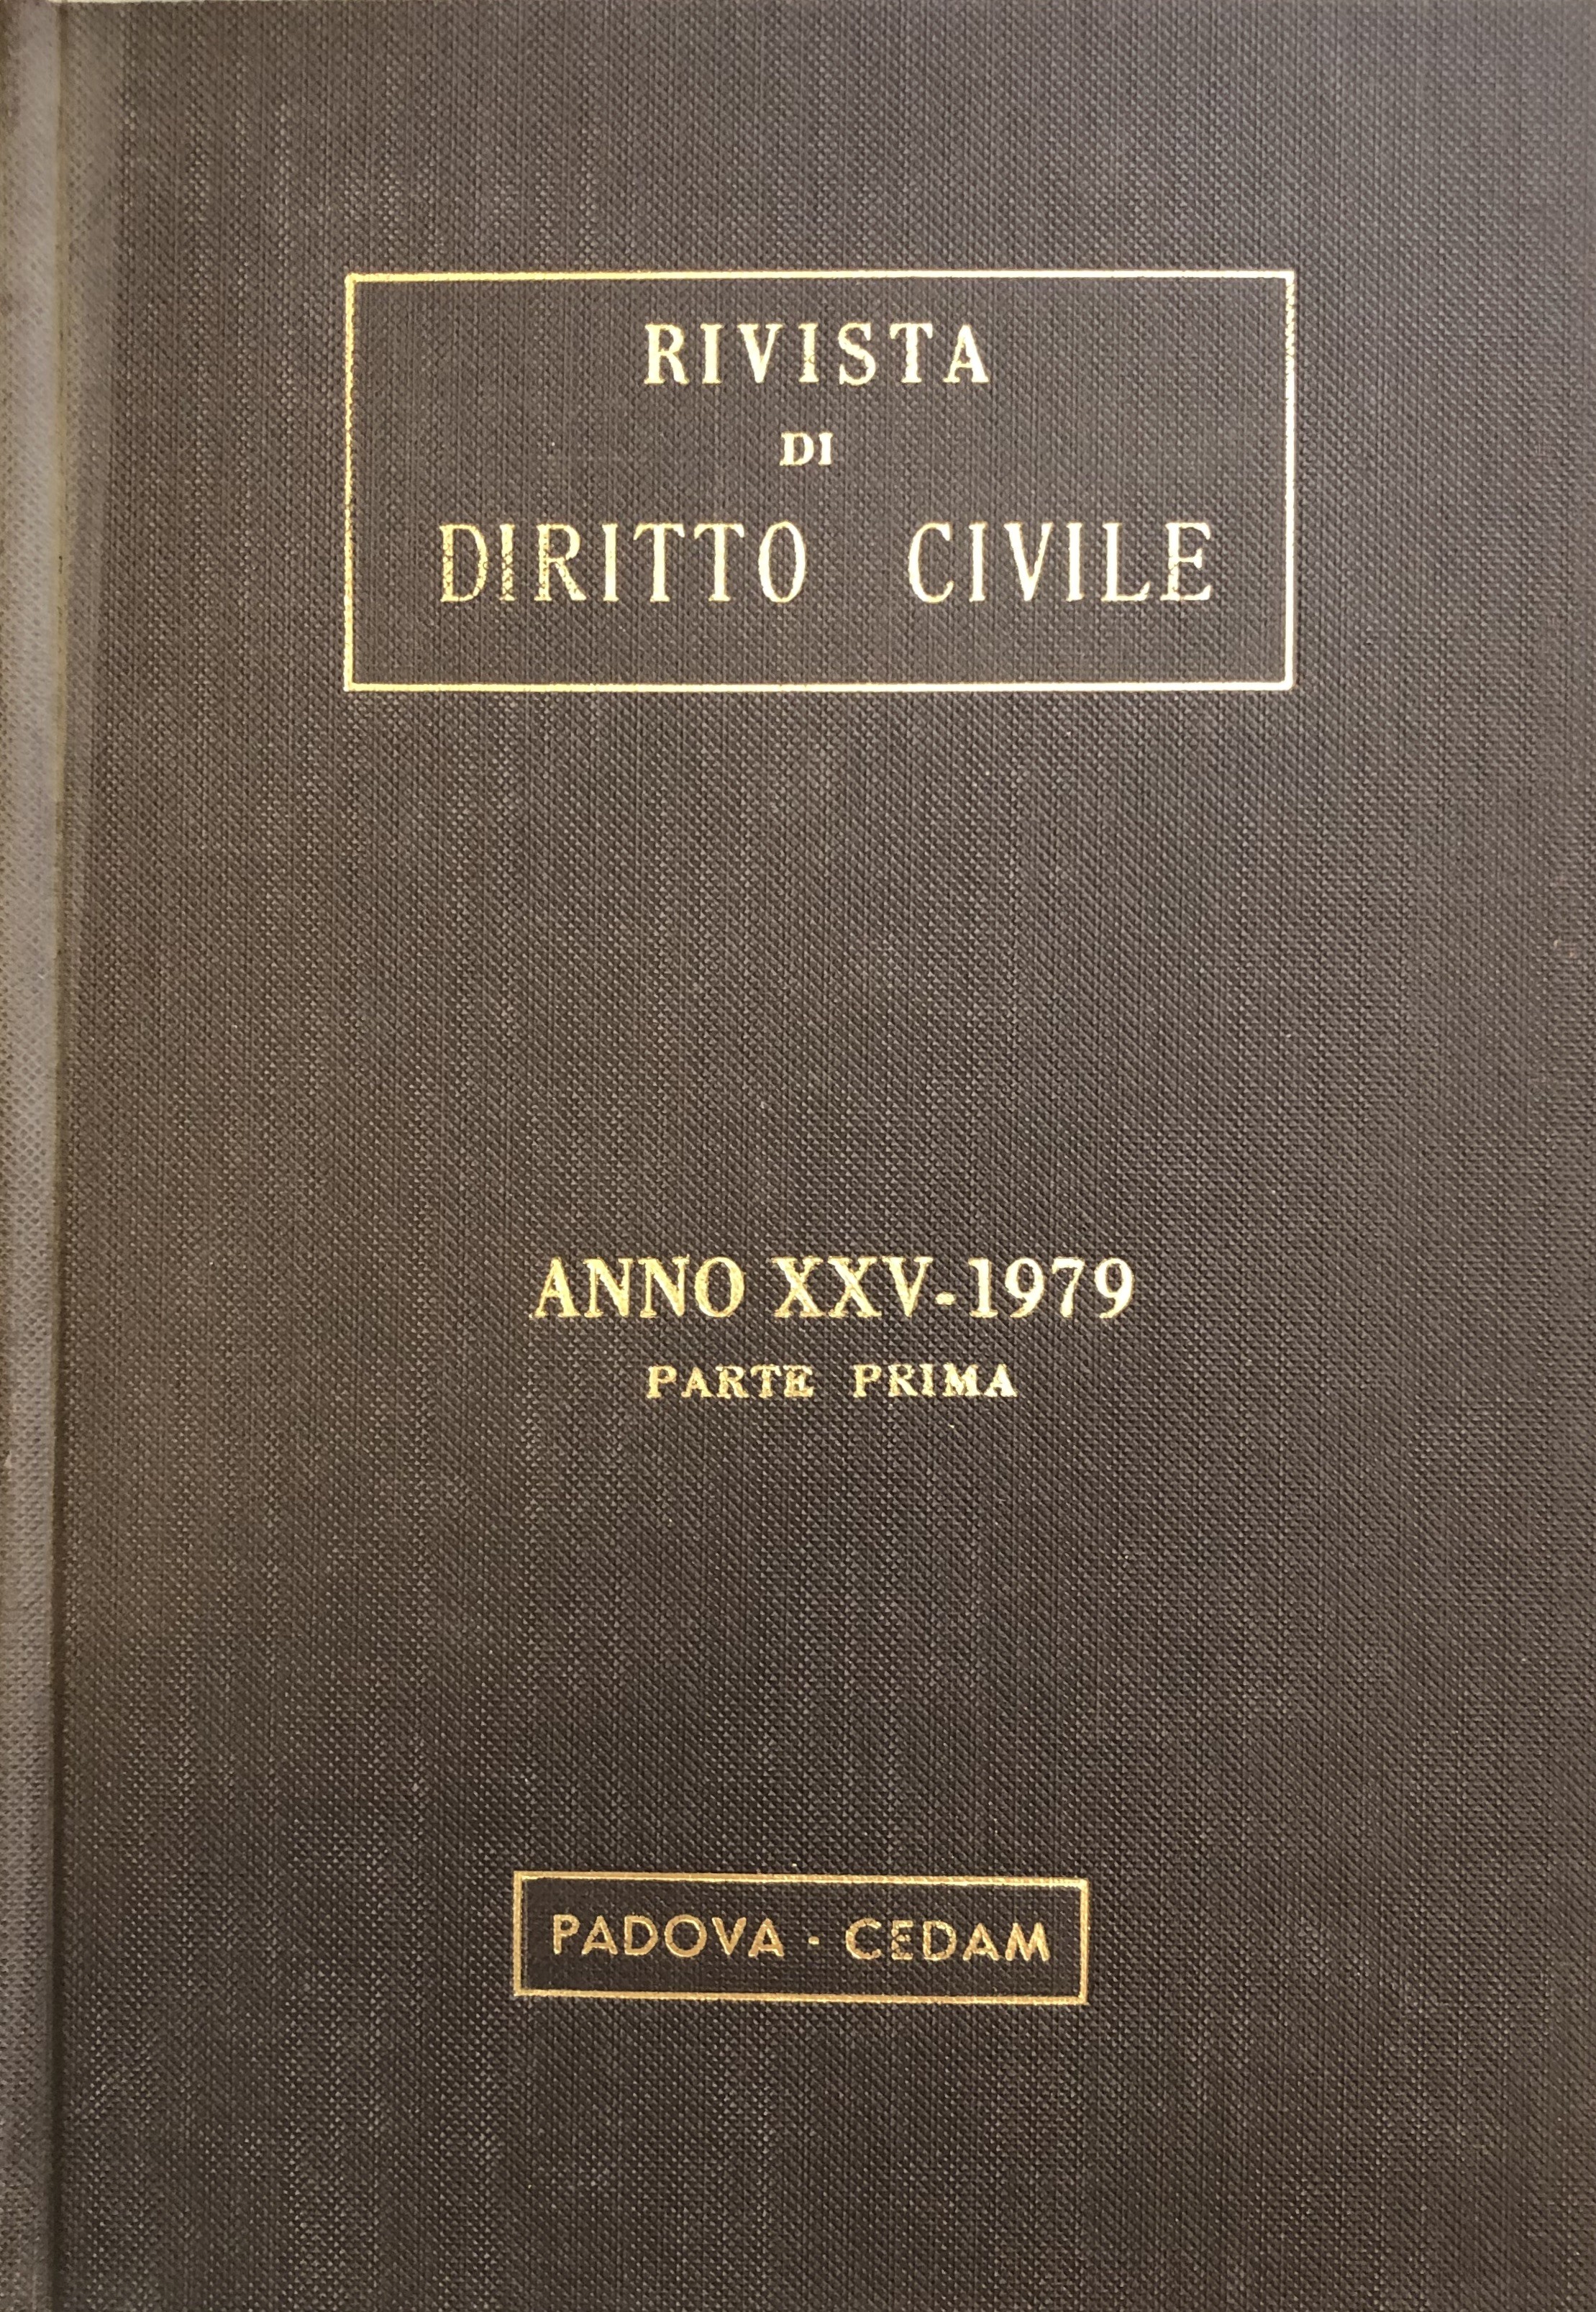 RIVISTA
DI
DIRITTO CIVILE
ANNO XXV-1979
PARTE PRIMA
PADOVA - CEDAM